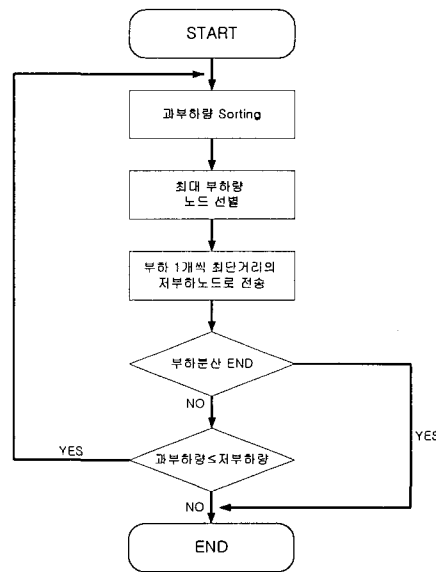 START
과부하량 Sorting
최대 부하량
노드 선별
부하 1개씩 최단거리의
저부하노드로 전송
부하분산 END
NO
YES
과부하량≤저부하량
YES
NO
END